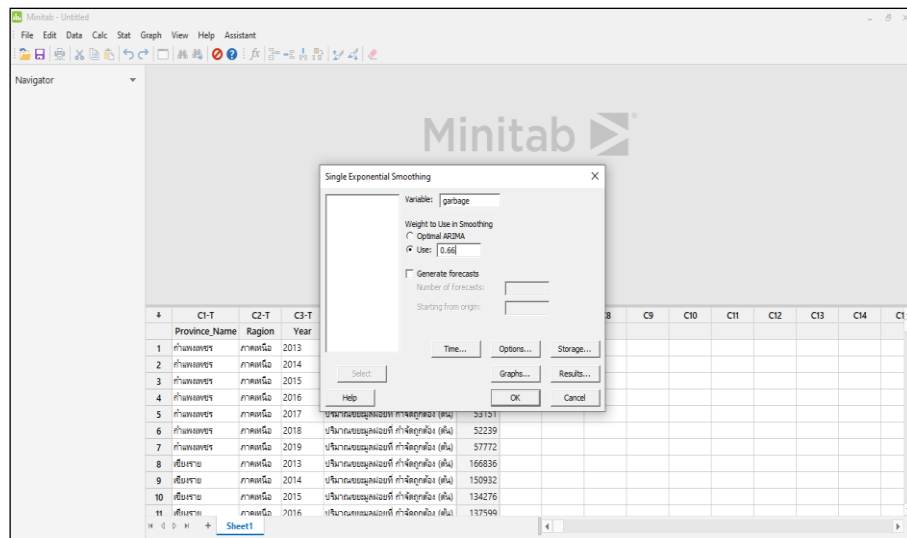 Minitab - Untitled
File Edit Data Calc Stat Graph View Help Assistant
Navigator
Minitab
Single Exponential Smoothing
Variable: garbage
Weight to Use in Smoothing
Optimal ARIMA
Use: 0.66
Generate forecasts
Number of forecasts:
Starting from origin:
Time... Options... Storage...
Select Graphs... Results...
Help OK Cancel
C1-T C2-T C3-T C9 C10 C11 C12 C13 C14
Province_Name Ragion Year
1 กำแพงเพชร ภาคเหนือ 2013
2 กำแพงเพชร ภาคเหนือ 2014
3 กำแพงเพชร ภาคเหนือ 2015
4 กำแพงเพชร ภาคเหนือ 2016
5 กำแพงเพชร ภาคเหนือ 2017 ปริมาณขยะมูลฝอยที่ กำจัดถูกต้อง (ตัน) 53151
6 กำแพงเพชร ภาคเหนือ 2018 ปริมาณขยะมูลฝอยที่ กำจัดถูกต้อง (ตัน) 52239
7 กำแพงเพชร ภาคเหนือ 2019 ปริมาณขยะมูลฝอยที่ กำจัดถูกต้อง (ตัน) 57772
8 เชียงราย ภาคเหนือ 2013 ปริมาณขยะมูลฝอยที่ กำจัดถูกต้อง (ตัน) 166836
9 เชียงราย ภาคเหนือ 2014 ปริมาณขยะมูลฝอยที่ กำจัดถูกต้อง (ตัน) 150932
10 เชียงราย ภาคเหนือ 2015 ปริมาณขยะมูลฝอยที่ กำจัดถูกต้อง (ตัน) 134276
11 เชียงราย ภาคเหนือ 2016 ปริมาณขยะมูลฝอยที่ กำจัดถูกต้อง (ตัน) 137599
Sheet1